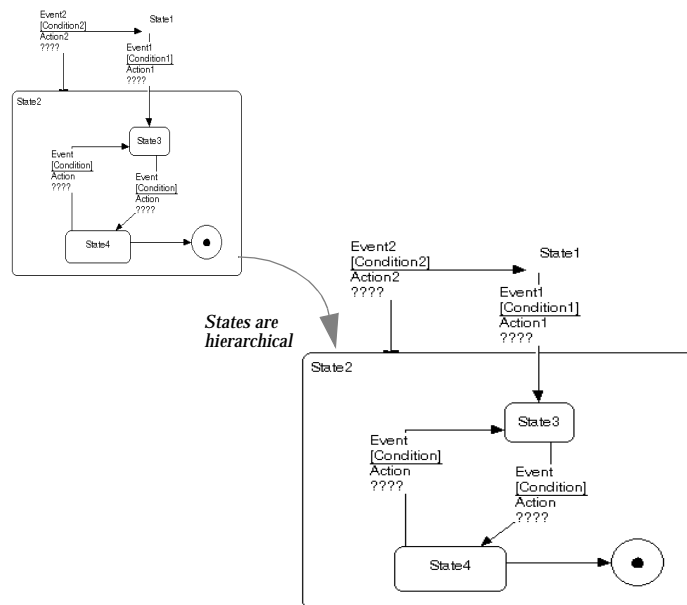 Event2
[Condition2]
Action2
????
State1
Event1
[Condition1]
Action1
????
State2
State3
Event
[Condition]
Action
????
Event
[Condition]
Action
????
State4
States are
hierarchical
Event2
[Condition2]
Action2
????
State1
Event1
[Condition1]
Action1
????
State2
State3
Event
[Condition]
Action
????
Event
[Condition]
Action
????
State4